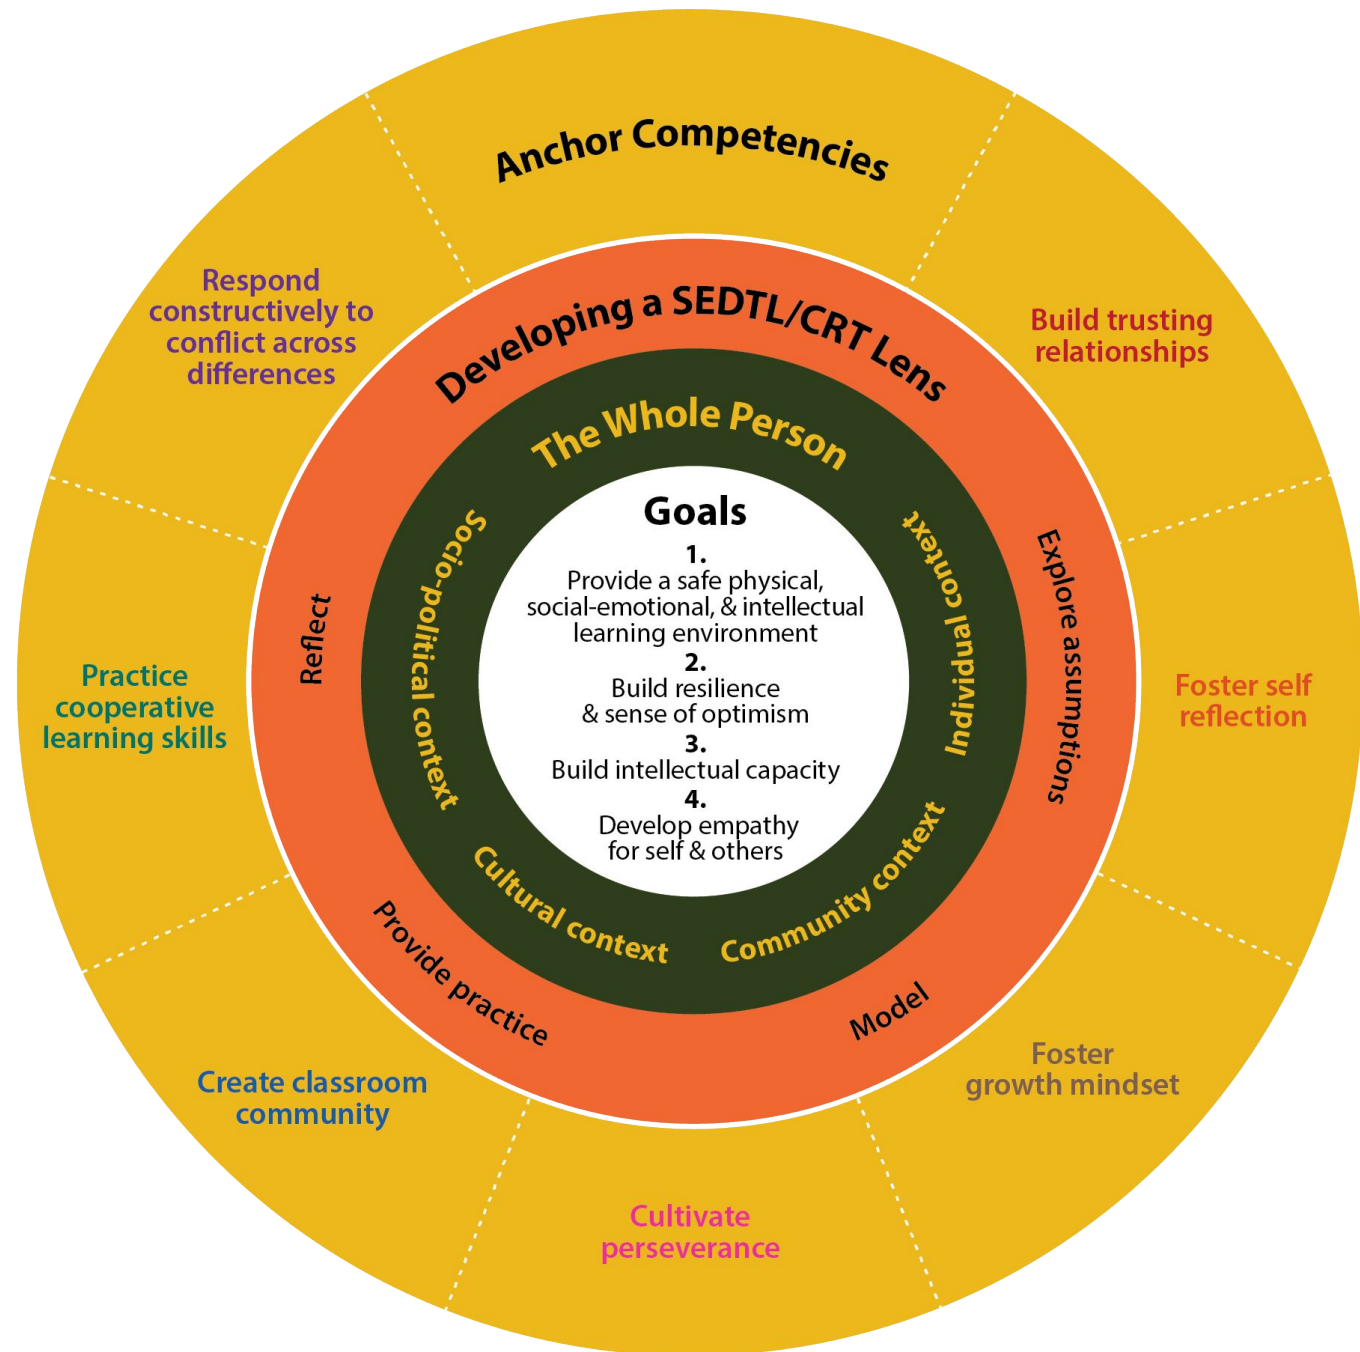 Anchor Competencies
Build trusting
relationships
Foster self
reflection
Foster
growth mindset
Cultivate
perseverance
Create classroom
community
Practice
cooperative
learning skills
Respond
constructively to
conflict across
differences
Developing a SEDTL/CRT Lens
Explore assumptions
Model
Provide practice
Reflect
The Whole Person
Individual context
Community context
Cultural context
Socio-political context
Goals
1.
Provide a safe physical,
social-emotional, & intellectual
learning environment
2.
Build resilience
& sense of optimism
3.
Build intellectual capacity
4.
Develop empathy
for self & others